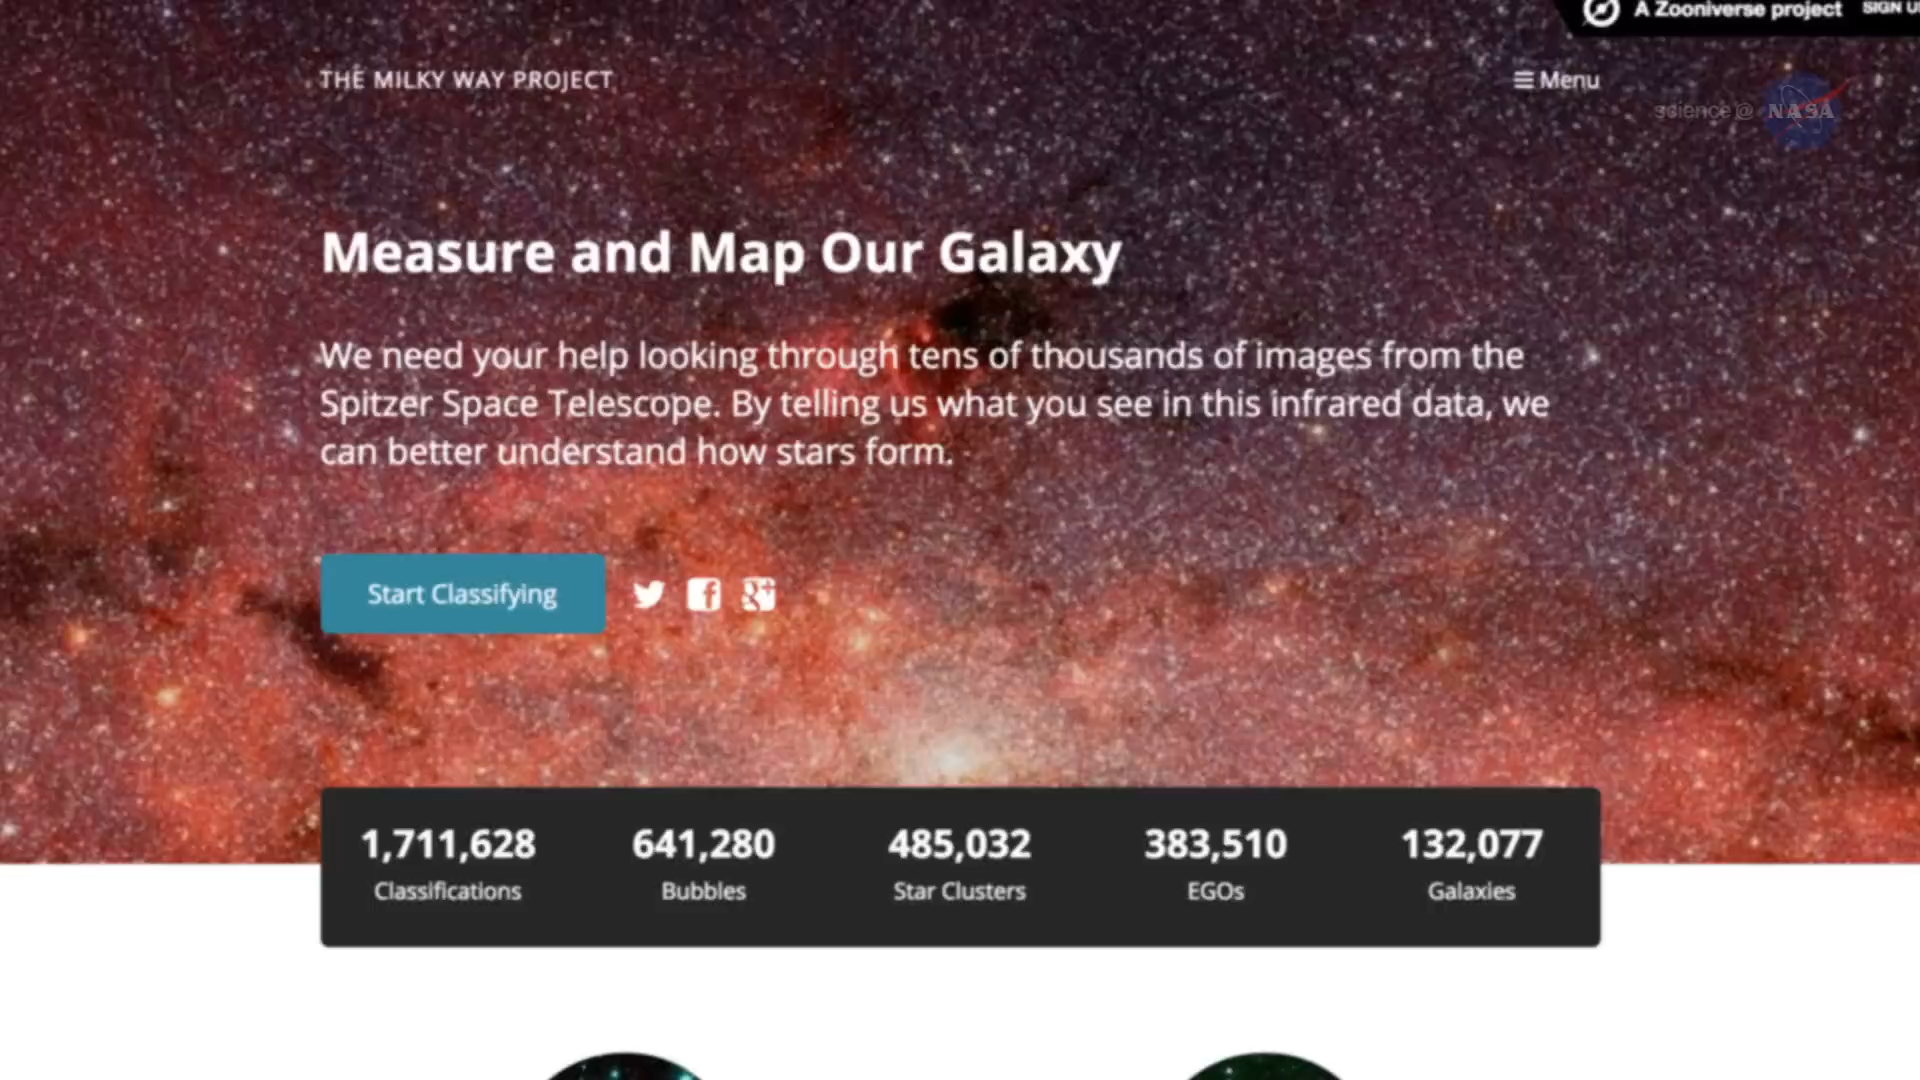 A Zooniverse project
THE MILKY WAY PROJECT
Menu
science@
NASA
Measure and Map Our Galaxy
We need your help looking through tens of thousands of images from the
Spitzer Space Telescope. By telling us what you see in this infrared data, we
can better understand how stars form.
Start Classifying
1,711,628
Classifications
641,280
Bubbles
485,032
Star Clusters
383,510
EGOs
132,077
Galaxies